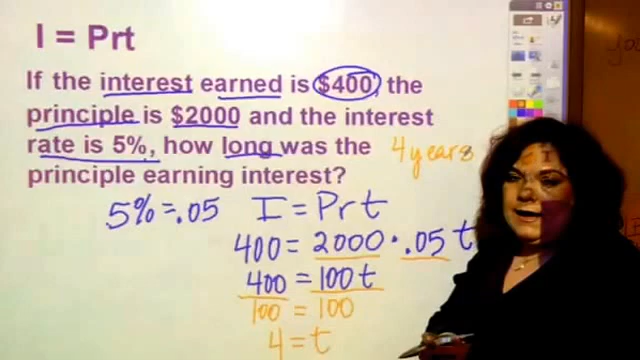 I = Prt
If the interest earned is $400, the
principle is $2000 and the interest
rate is 5%, how long was the
principle earning interest?
4 years
5% = .05 I = Prt
400 = 2000 · .05 t
400 = 100t
100 = 100
4 = t